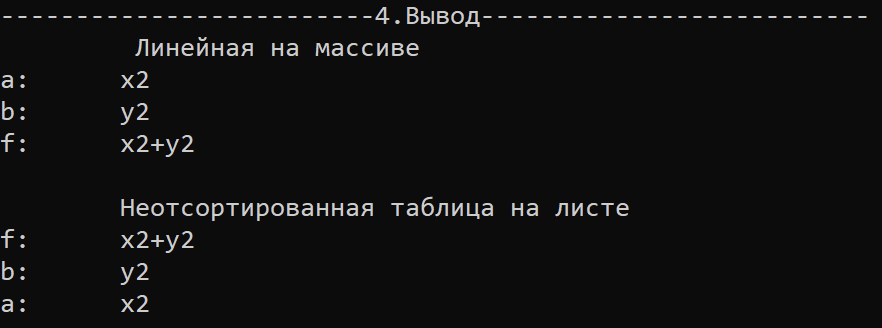 -------------------------4.Вывод--------------------------
Линейная на массиве
a: x2
b: y2
f: x2+y2
Неотсортированная таблица на листе
f: x2+y2
b: y2
a: x2